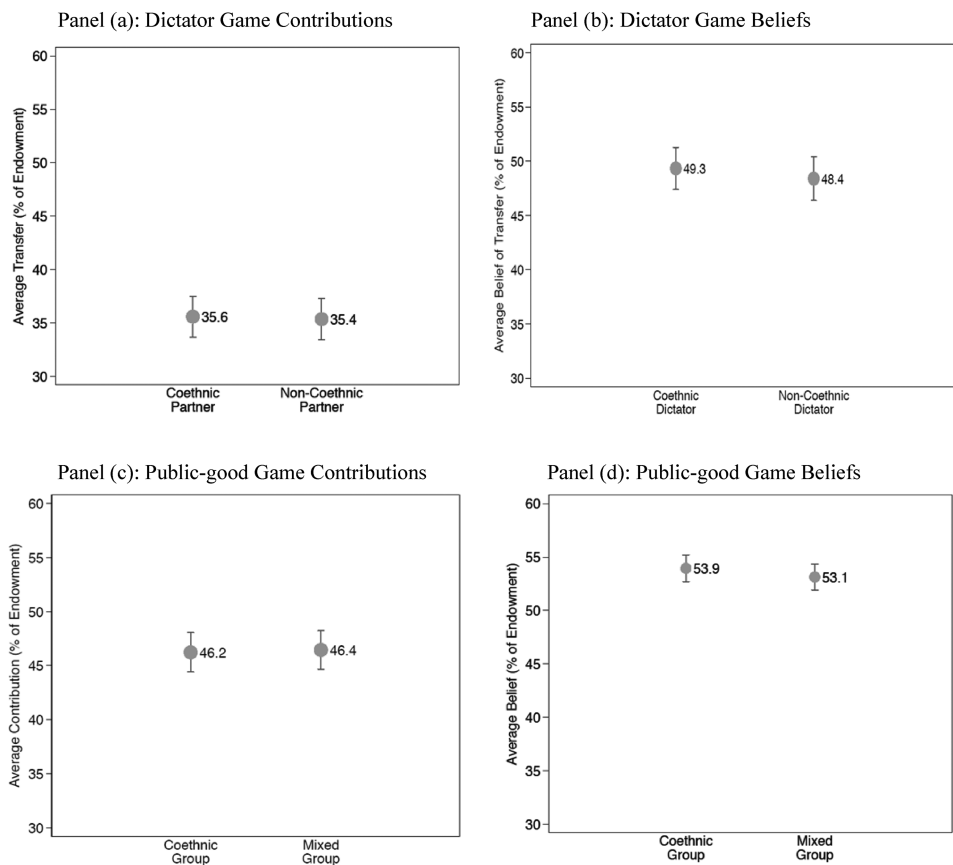 Panel (a): Dictator Game Contributions
Average Transfer (% of Endowment)
60
55
50
45
40
35
30
35.6
35.4
Coethnic
Partner
Non-Coethnic
Partner
Panel (b): Dictator Game Beliefs
Average Belief of Transfer (% of Endowment)
60
55
50
45
40
35
30
49.3
48.4
Coethnic
Dictator
Non-Coethnic
Dictator
Panel (c): Public-good Game Contributions
Average Contribution (% of Endowment)
60
55
50
45
40
35
30
46.2
46.4
Coethnic
Group
Mixed
Group
Panel (d): Public-good Game Beliefs
Average Belief (% of Endowment)
60
55
50
45
40
35
30
53.9
53.1
Coethnic
Group
Mixed
Group